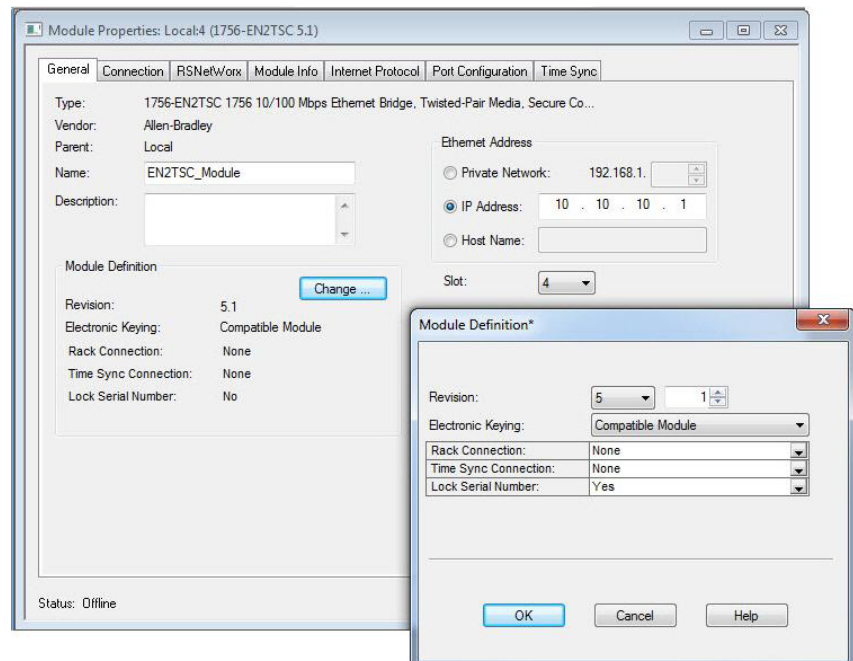 Module Properties: Local:4 (1756-EN2TSC 5.1)
General Connection RSNetWorx Module Info Internet Protocol Port Configuration Time Sync
Type: 1756-EN2TSC 1756 10/100 Mbps Ethernet Bridge, Twisted-Pair Media, Secure Co...
Vendor: Allen-Bradley
Parent: Local
Name: EN2TSC_Module
Description:
Ethernet Address
Private Network: 192.168.1.
IP Address: 10 . 10 . 10 . 1
Host Name:
Slot: 4
Module Definition
Change ...
Revision: 5.1
Electronic Keying: Compatible Module
Rack Connection: None
Time Sync Connection: None
Lock Serial Number: No
Status: Offline
Module Definition*
Revision: 5 1
Electronic Keying: Compatible Module
Rack Connection: None
Time Sync Connection: None
Lock Serial Number: Yes
OK Cancel Help